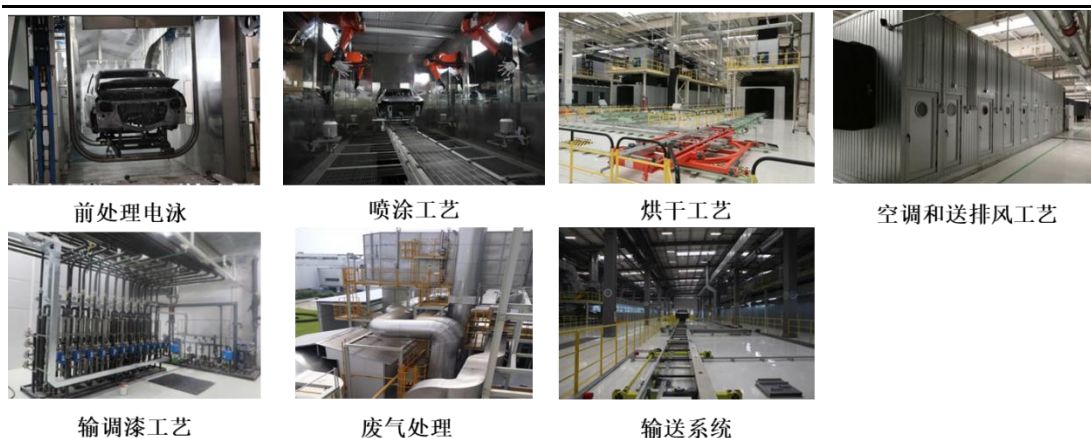 前处理电泳
喷涂工艺
烘干工艺
空调和送排风工艺
输调漆工艺
废气处理
输送系统